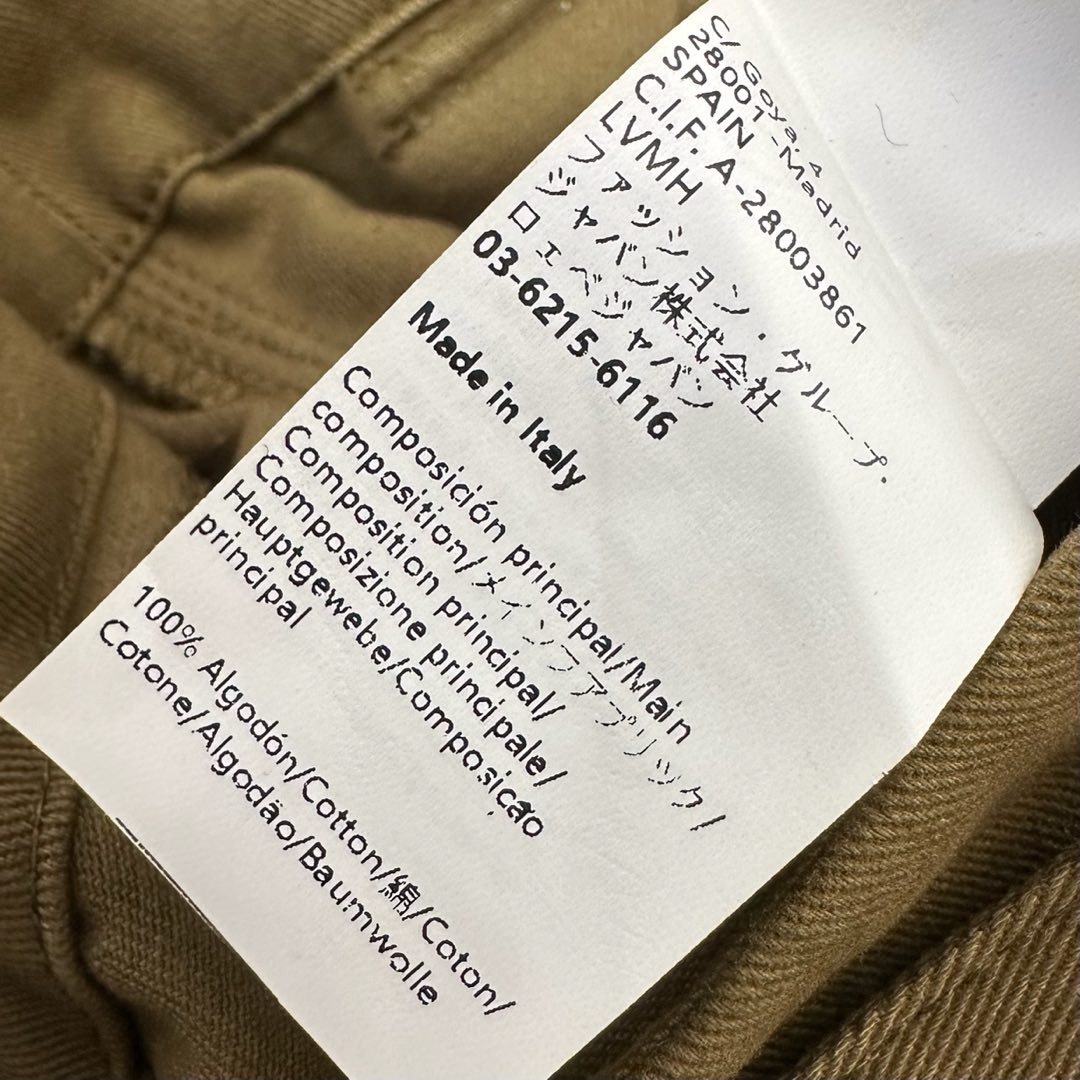 C/ Goya, 4
28001 -Madrid
SPAIN
C.I.F. A-28003861
LVMH
ファッション・グループ・
ジャパン株式会社
ロエベジャパン
03-6215-6116
Made in Italy
Composición principal/Main
composition/メインファブリック/
Composition principal/
Composizione principale/
Hauptgewebe/Composição
principal
100% Algodón/Cotton/綿/Coton/
Cotone/Algodão/Baumwolle